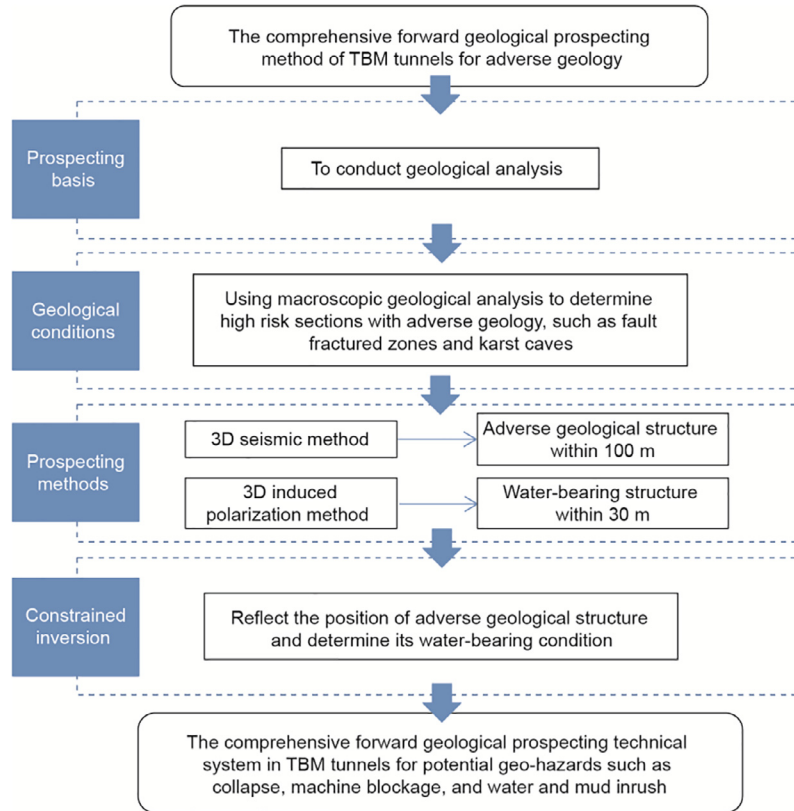 The comprehensive forward geological prospecting
method of TBM tunnels for adverse geology
Prospecting
basis
To conduct geological analysis
Geological
conditions
Using macroscopic geological analysis to determine
high risk sections with adverse geology, such as fault
fractured zones and karst caves
Prospecting
methods
3D seismic method
Adverse geological structure
within 100 m
3D induced
polarization method
Water-bearing structure
within 30 m
Constrained
inversion
Reflect the position of adverse geological structure
and determine its water-bearing condition
The comprehensive forward geological prospecting technical
system in TBM tunnels for potential geo-hazards such as
collapse, machine blockage, and water and mud inrush